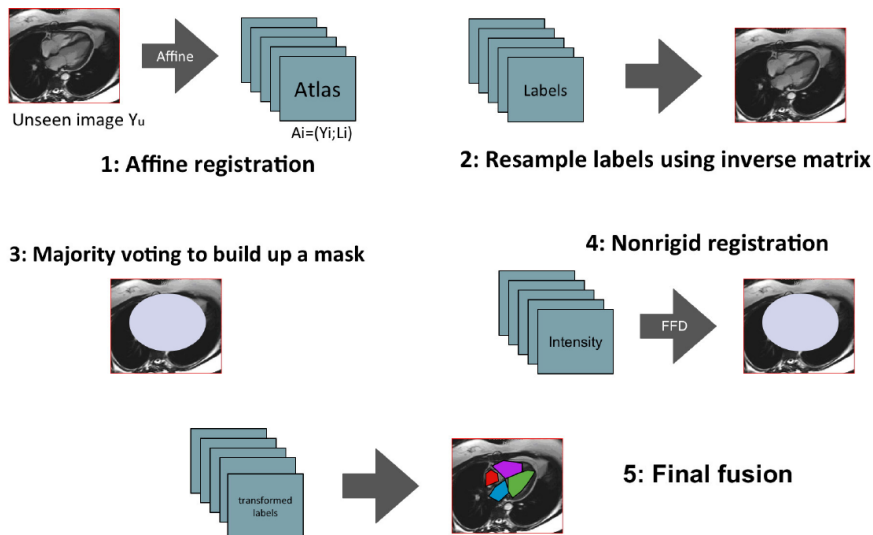 Affine
Atlas
Labels
Unseen image Yu
Ai=(Yi;Li)
1: Affine registration
2: Resample labels using inverse matrix
3: Majority voting to build up a mask
4: Nonrigid registration
Intensity
FFD
transformed
labels
5: Final fusion